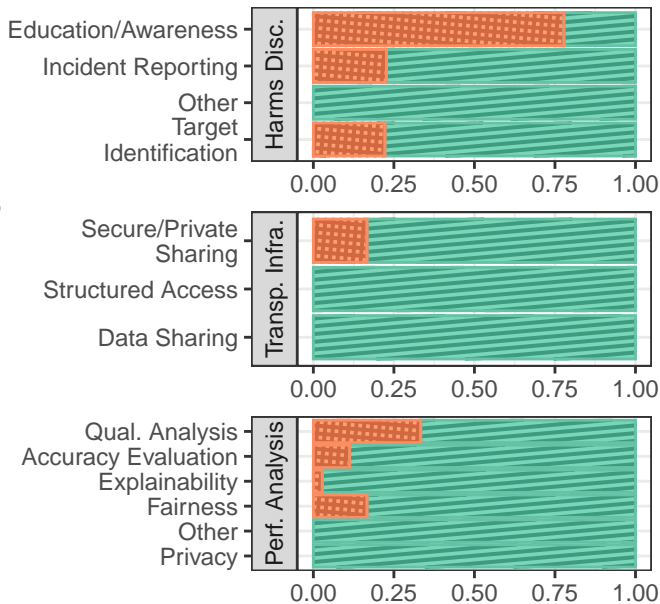 Education/Awareness
Incident Reporting
Other
Target
Identification
Harms Disc.
0.00 0.25 0.50 0.75 1.00
Secure/Private
Sharing
Structured Access
Data Sharing
Transp. Infra.
0.00 0.25 0.50 0.75 1.00
Qual. Analysis
Accuracy Evaluation
Explainability
Fairness
Other
Privacy
Perf. Analysis
0.00 0.25 0.50 0.75 1.00